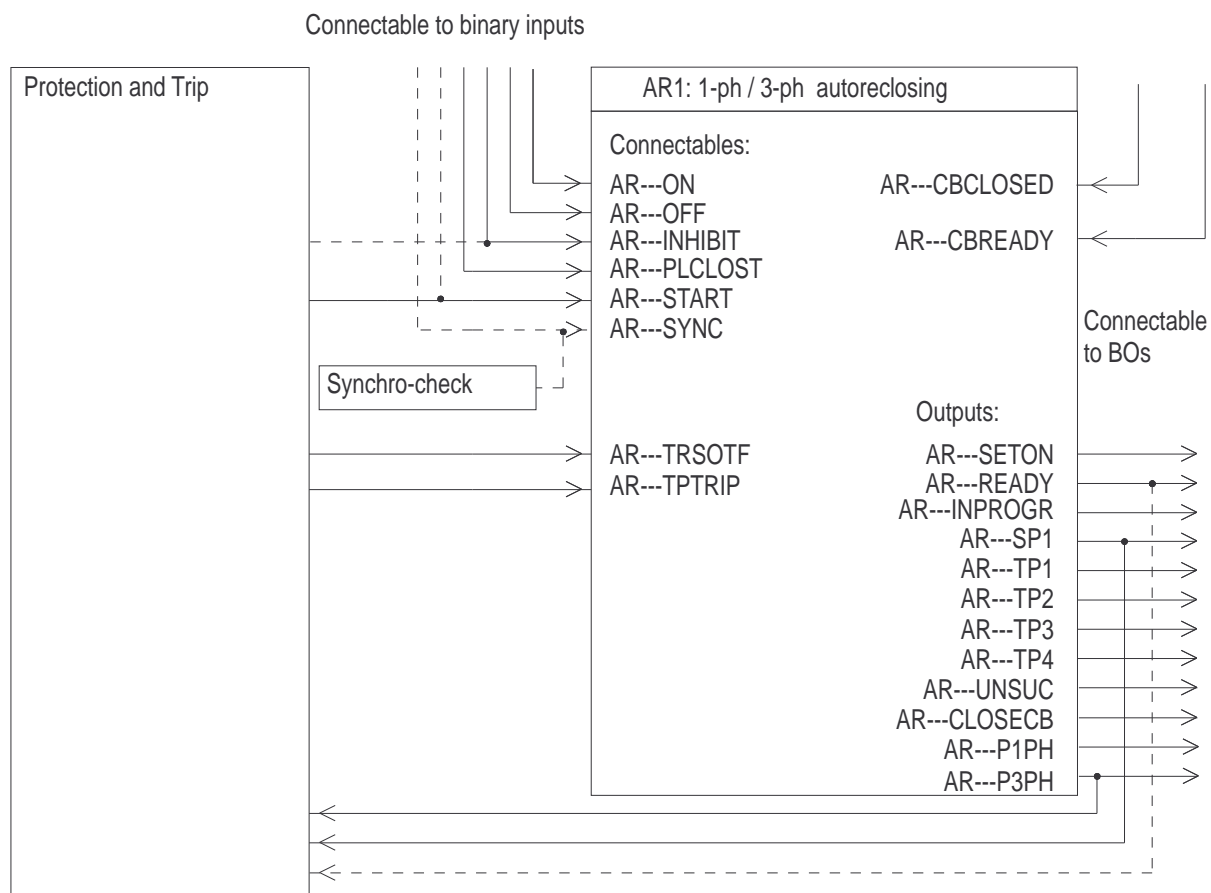 Connectable to binary inputs
Protection and Trip
AR1: 1-ph / 3-ph autoreclosing
Connectables:
AR---ON
AR---OFF
AR---INHIBIT
AR---PLCLOST
AR---START
AR---SYNC
Synchro-check
AR---TRSOTF
AR---TPTRIP
AR---CBCLOSED
AR---CBREADY
Connectable
to BOs
Outputs:
AR---SETON
AR---READY
AR---INPROGR
AR---SP1
AR---TP1
AR---TP2
AR---TP3
AR---TP4
AR---UNSUC
AR---CLOSECB
AR---P1PH
AR---P3PH